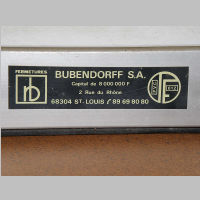 FERMETURES
rb
BUBENDORFF S.A.
Capital de 8 000 000 F
2 Rue du Rhône
68304 ST-LOUIS ✆ 89 69 80 80